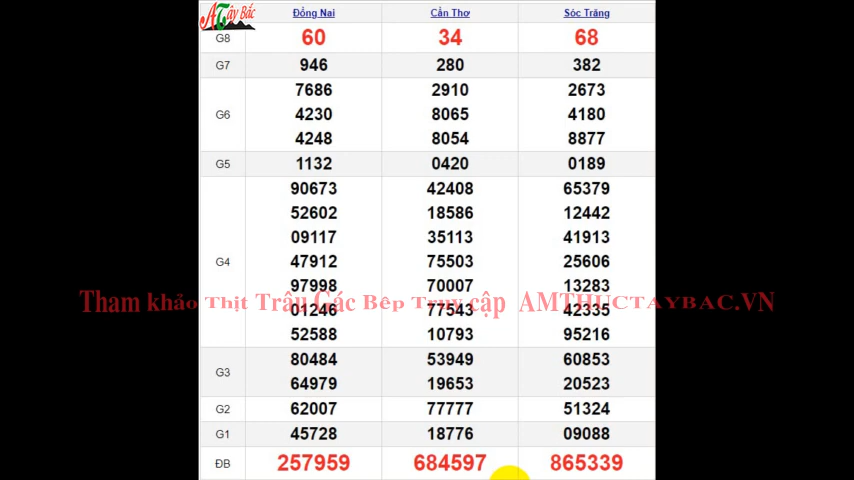 ATây Bắc
Đồng Nai Cần Thơ Sóc Trăng
G8 60 34 68
G7 946 280 382
7686 2910 2673
G6 4230 8065 4180
4248 8054 8877
G5 1132 0420 0189
90673 42408 65379
52602 18586 12442
09117 35113 41913
G4 47912 75503 25606
97998 70007 13283
Tham khảo Thịt Trâu Gác Bếp Truy cập AMTHUCTAYBAC.VN
01246 77543 42335
52588 10793 95216
80484 53949 60853
G3
64979 19653 20523
G2 62007 77777 51324
G1 45728 18776 09088
ĐB 257959 684597 865339